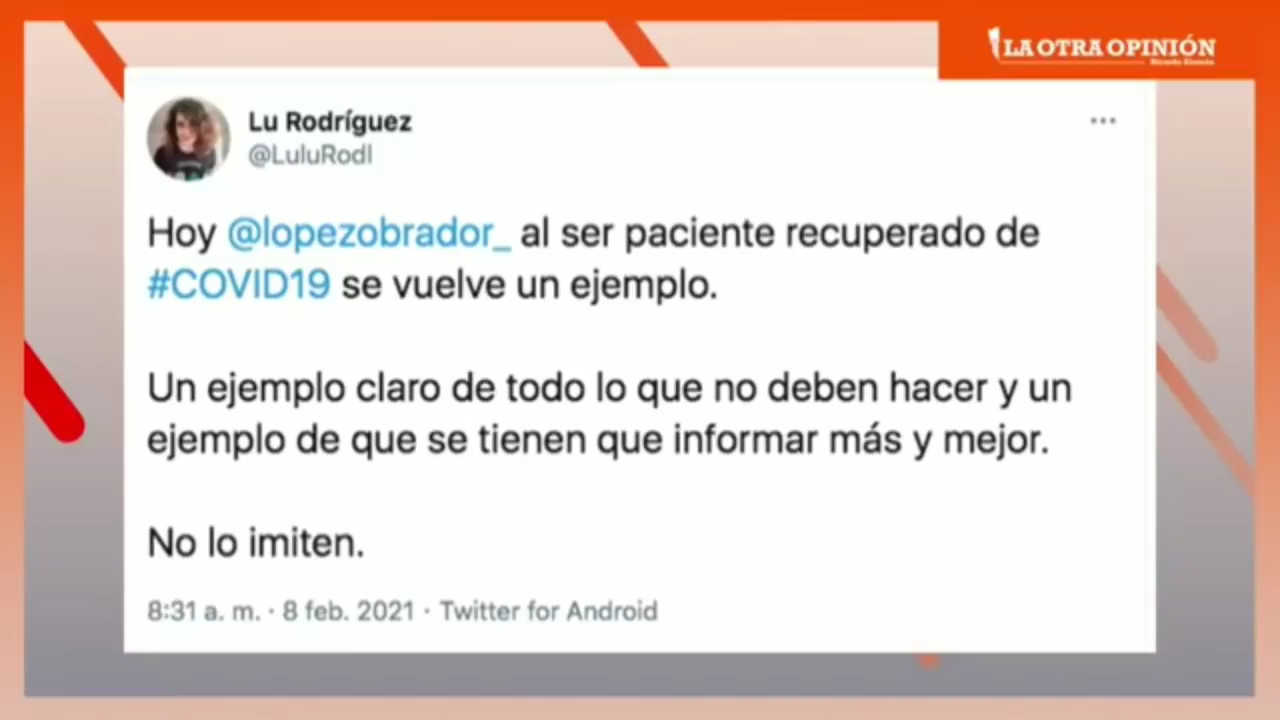 LA OTRA OPINIÓN
Lu Rodríguez
@LuluRodl
Hoy @lopezobrador_ al ser paciente recuperado de
#COVID19 se vuelve un ejemplo.
Un ejemplo claro de todo lo que no deben hacer y un
ejemplo de que se tienen que informar más y mejor.
No lo imiten.
8:31 a. m. · 8 feb. 2021 · Twitter for Android